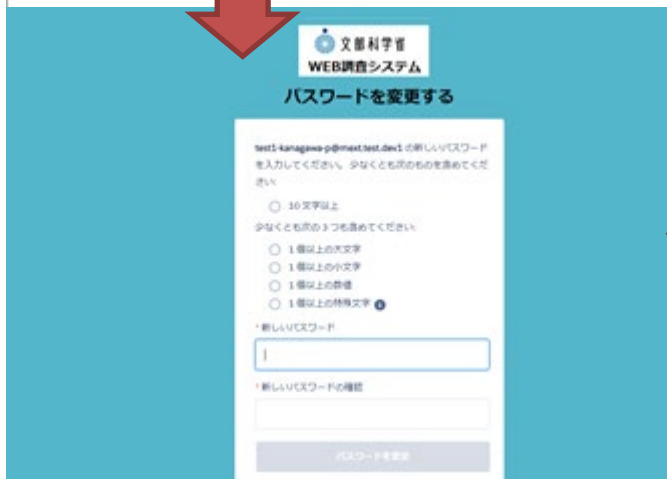 文部科学省
WEB調査システム
パスワードを変更する
test1-kanagawa-p@mext.test.dev1 の新しいパスワード
を入力してください。少なくとも次のものを含めてくだ
さい:
10 文字以上
少なくとも次の 3 つも含めてください:
1 個以上の大文字
1 個以上の小文字
1 個以上の数値
1 個以上の特殊文字
*新しいパスワード
*新しいパスワードの確認
パスワードを変更